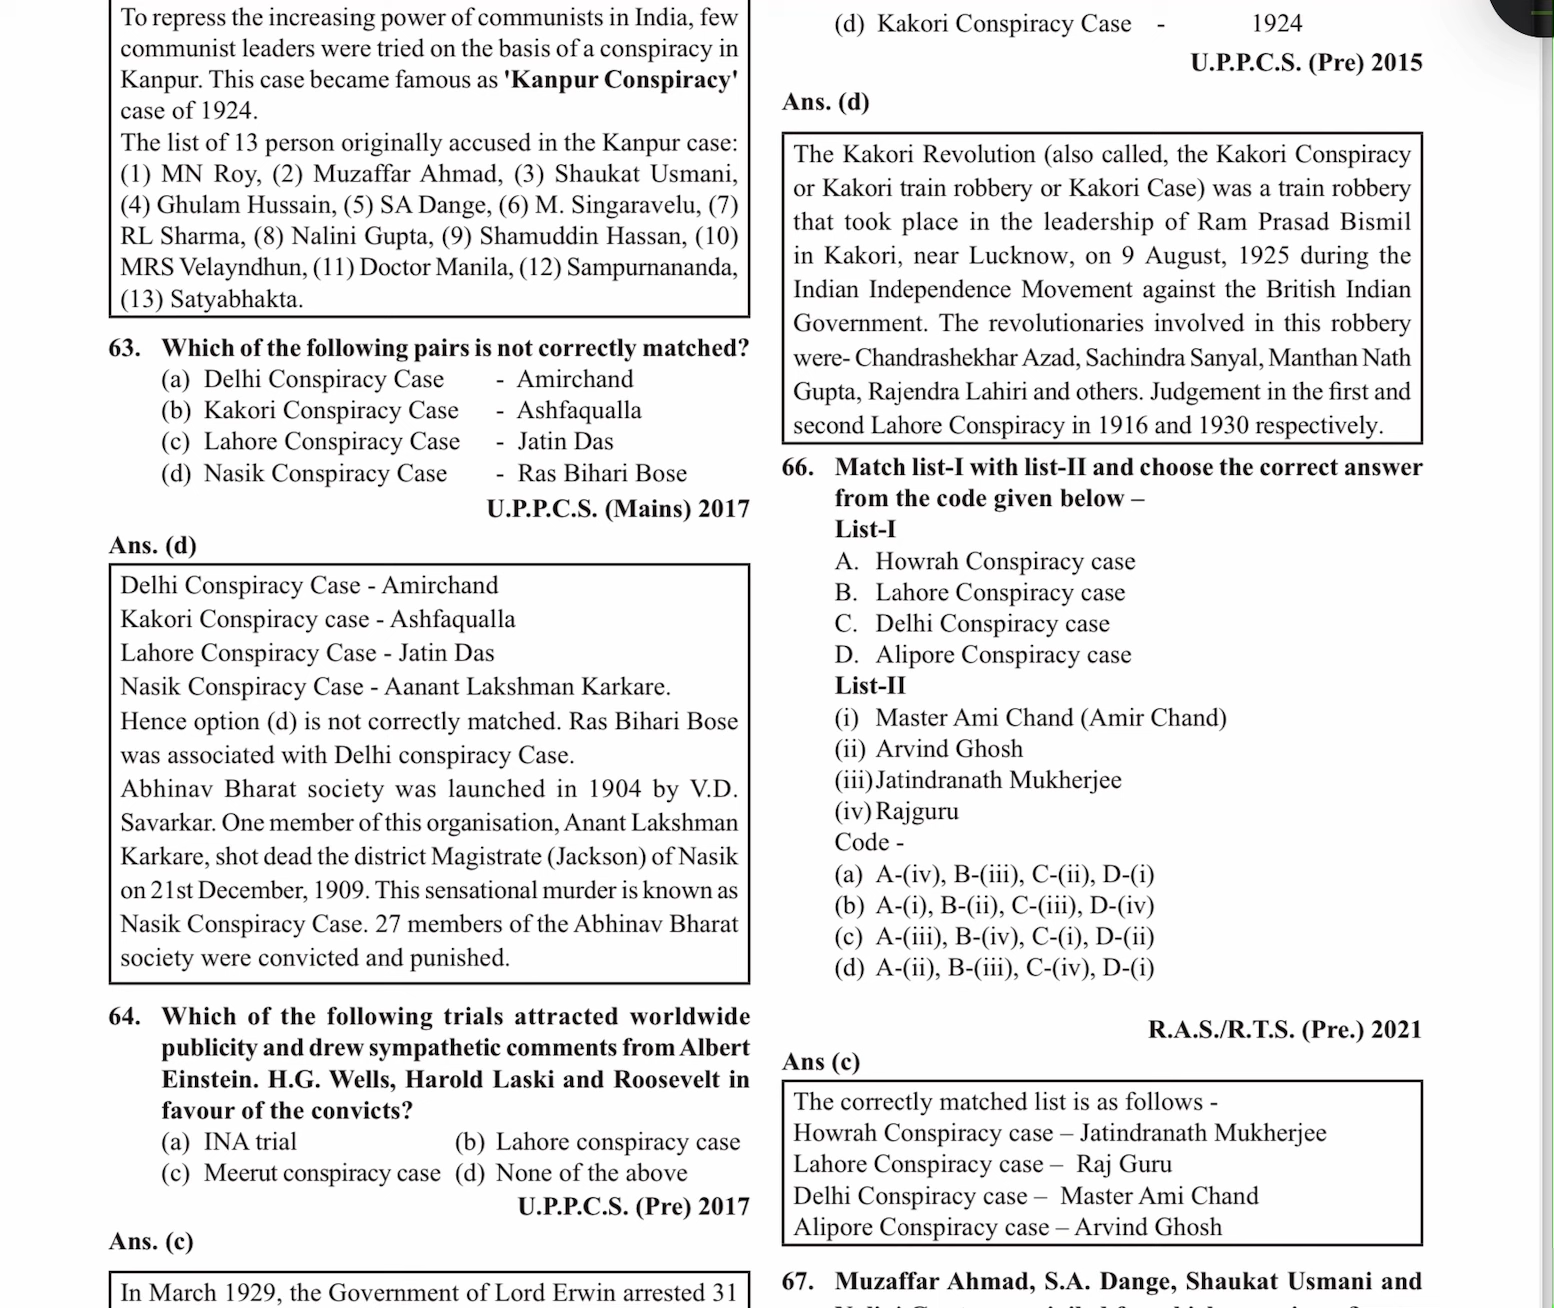 To repress the increasing power of communists in India, few
communist leaders were tried on the basis of a conspiracy in
Kanpur. This case became famous as 'Kanpur Conspiracy'
case of 1924.
The list of 13 person originally accused in the Kanpur case:
(1) MN Roy, (2) Muzaffar Ahmad, (3) Shaukat Usmani,
(4) Ghulam Hussain, (5) SA Dange, (6) M. Singaravelu, (7)
RL Sharma, (8) Nalini Gupta, (9) Shamuddin Hassan, (10)
MRS Velayndhun, (11) Doctor Manila, (12) Sampurnananda,
(13) Satyabhakta.
63. Which of the following pairs is not correctly matched?
(a) Delhi Conspiracy Case - Amirchand
(b) Kakori Conspiracy Case - Ashfaqualla
(c) Lahore Conspiracy Case - Jatin Das
(d) Nasik Conspiracy Case - Ras Bihari Bose
U.P.P.C.S. (Mains) 2017
Ans. (d)
Delhi Conspiracy Case - Amirchand
Kakori Conspiracy case - Ashfaqualla
Lahore Conspiracy Case - Jatin Das
Nasik Conspiracy Case - Aanant Lakshman Karkare.
Hence option (d) is not correctly matched. Ras Bihari Bose
was associated with Delhi conspiracy Case.
Abhinav Bharat society was launched in 1904 by V.D.
Savarkar. One member of this organisation, Anant Lakshman
Karkare, shot dead the district Magistrate (Jackson) of Nasik
on 21st December, 1909. This sensational murder is known as
Nasik Conspiracy Case. 27 members of the Abhinav Bharat
society were convicted and punished.
64. Which of the following trials attracted worldwide
publicity and drew sympathetic comments from Albert
Einstein. H.G. Wells, Harold Laski and Roosevelt in
favour of the convicts?
(a) INA trial (b) Lahore conspiracy case
(c) Meerut conspiracy case (d) None of the above
U.P.P.C.S. (Pre) 2017
Ans. (c)
In March 1929, the Government of Lord Erwin arrested 31
(d) Kakori Conspiracy Case - 1924
U.P.P.C.S. (Pre) 2015
Ans. (d)
The Kakori Revolution (also called, the Kakori Conspiracy
or Kakori train robbery or Kakori Case) was a train robbery
that took place in the leadership of Ram Prasad Bismil
in Kakori, near Lucknow, on 9 August, 1925 during the
Indian Independence Movement against the British Indian
Government. The revolutionaries involved in this robbery
were- Chandrashekhar Azad, Sachindra Sanyal, Manthan Nath
Gupta, Rajendra Lahiri and others. Judgement in the first and
second Lahore Conspiracy in 1916 and 1930 respectively.
66. Match list-I with list-II and choose the correct answer
from the code given below –
List-I
A. Howrah Conspiracy case
B. Lahore Conspiracy case
C. Delhi Conspiracy case
D. Alipore Conspiracy case
List-II
(i) Master Ami Chand (Amir Chand)
(ii) Arvind Ghosh
(iii) Jatindranath Mukherjee
(iv) Rajguru
Code -
(a) A-(iv), B-(iii), C-(ii), D-(i)
(b) A-(i), B-(ii), C-(iii), D-(iv)
(c) A-(iii), B-(iv), C-(i), D-(ii)
(d) A-(ii), B-(iii), C-(iv), D-(i)
R.A.S./R.T.S. (Pre.) 2021
Ans (c)
The correctly matched list is as follows -
Howrah Conspiracy case – Jatindranath Mukherjee
Lahore Conspiracy case – Raj Guru
Delhi Conspiracy case – Master Ami Chand
Alipore Conspiracy case – Arvind Ghosh
67. Muzaffar Ahmad, S.A. Dange, Shaukat Usmani and